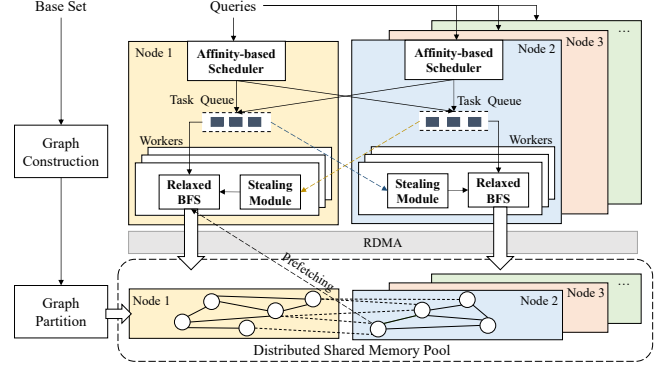 Base Set
Queries
Node 1
Affinity-based
Scheduler
Affinity-based
Scheduler
Node 2
Node 3
...
Task Queue
Task Queue
Graph
Construction
Workers
Workers
Relaxed
BFS
Stealing
Module
Stealing
Module
Relaxed
BFS
RDMA
Prefetching
Graph
Partition
Node 1
Node 2
Node 3
...
Distributed Shared Memory Pool